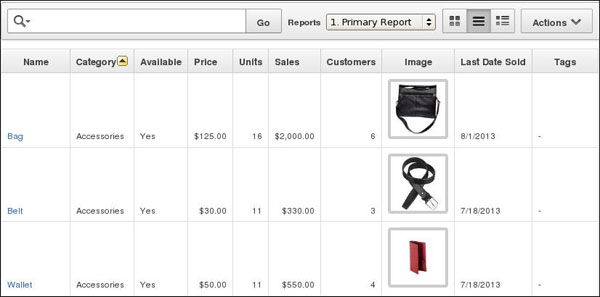 Go Reports 1. Primary Report Actions
Name Category Available Price Units Sales Customers Image Last Date Sold Tags
Bag Accessories Yes $125.00 16 $2,000.00 6 8/1/2013 -
Belt Accessories Yes $30.00 11 $330.00 3 7/18/2013 -
Wallet Accessories Yes $50.00 11 $550.00 4 7/18/2013 -